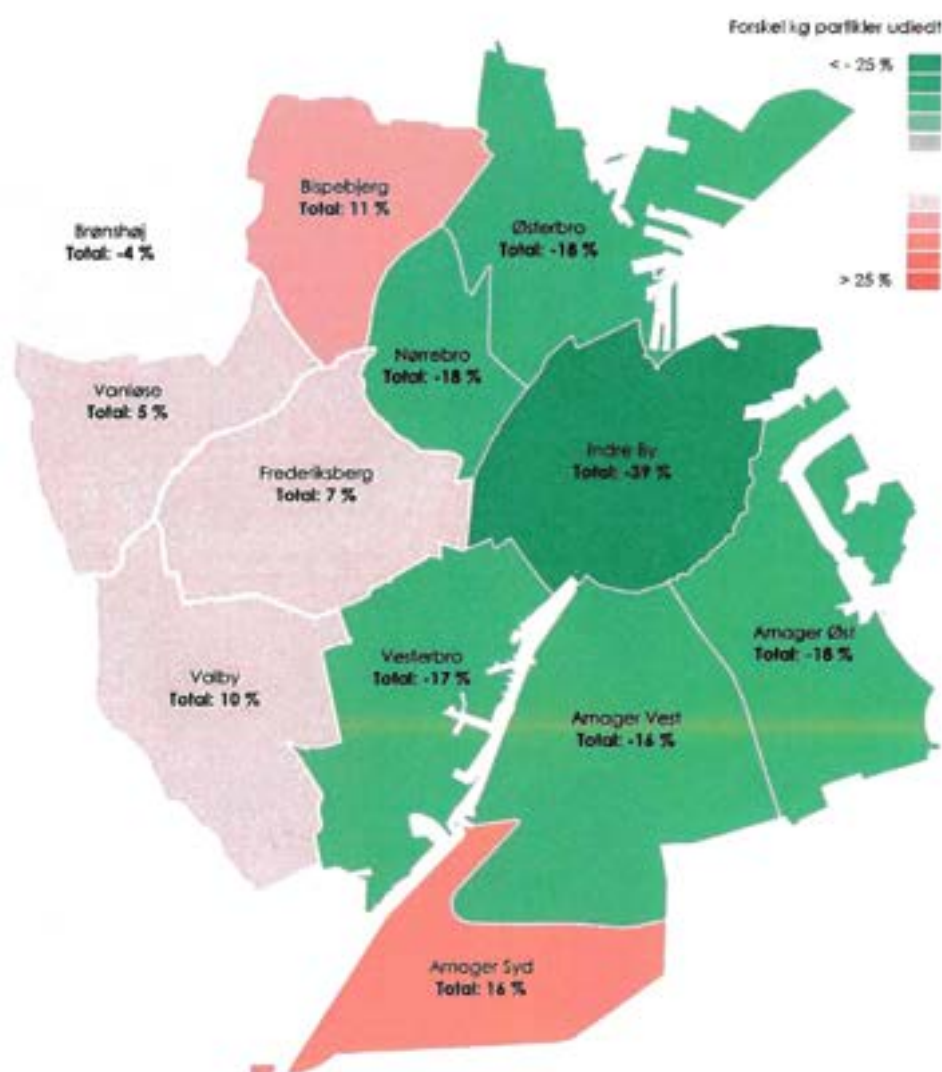 Forskel kg partikler udledt
< - 25 %
> 25 %
Bispebjerg
Total: 11 %
Brønshøj
Total: -4 %
Østerbro
Total: -18 %
Nørrebro
Total: -18 %
Vanløse
Total: 5 %
Indre By
Total: -39 %
Frederiksberg
Total: 7 %
Amager Øst
Total: -18 %
Vesterbro
Total: -17 %
Valby
Total: 10 %
Amager Vest
Total: -16 %
Amager Syd
Total: 16 %